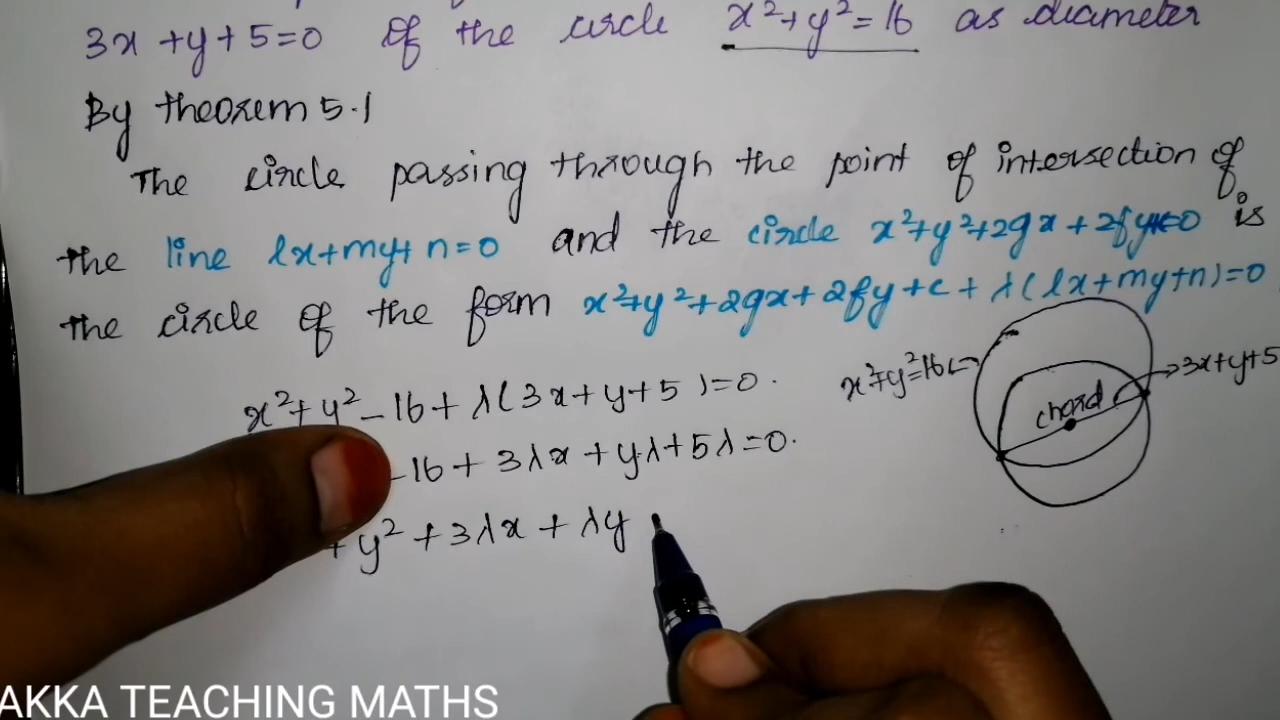 3x + y + 5 = 0 of the circle x² + y² = 16 as diameter
By theorem 5.1
The circle passing through the point of intersection of
the line lx + my + n = 0 and the circle x² + y² + 2gx + 2fy+c=0 is
the circle of the form x² + y² + 2gx + 2fy + c + λ(lx + my + n) = 0
x² + y² - 16 + λ(3x + y + 5) = 0.
- 16 + 3λx + yλ + 5λ = 0.
+ y² + 3λx + λy
x² + y² = 16
chord
3x + y + 5
AKKA TEACHING MATHS